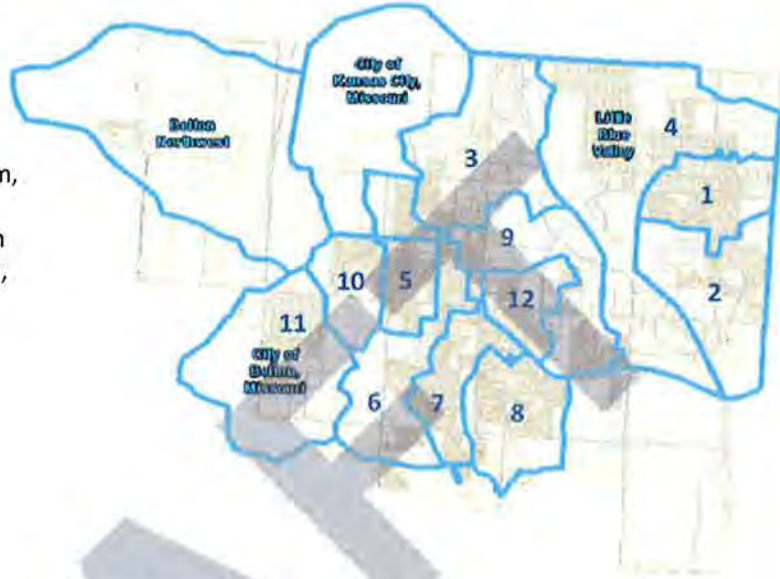 City of
Kansas City,
Missouri
Belton
Northwest
Little
Blue
Valley
4
3
1
9
2
10
5
12
11
City of
Belton,
Missouri
6
7
8